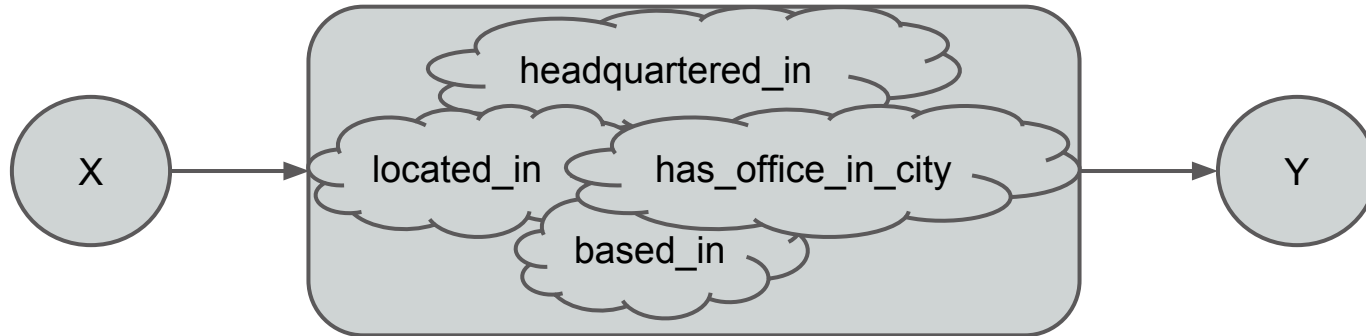 headquartered_in
X
located_in
has_office_in_city
Y
based_in